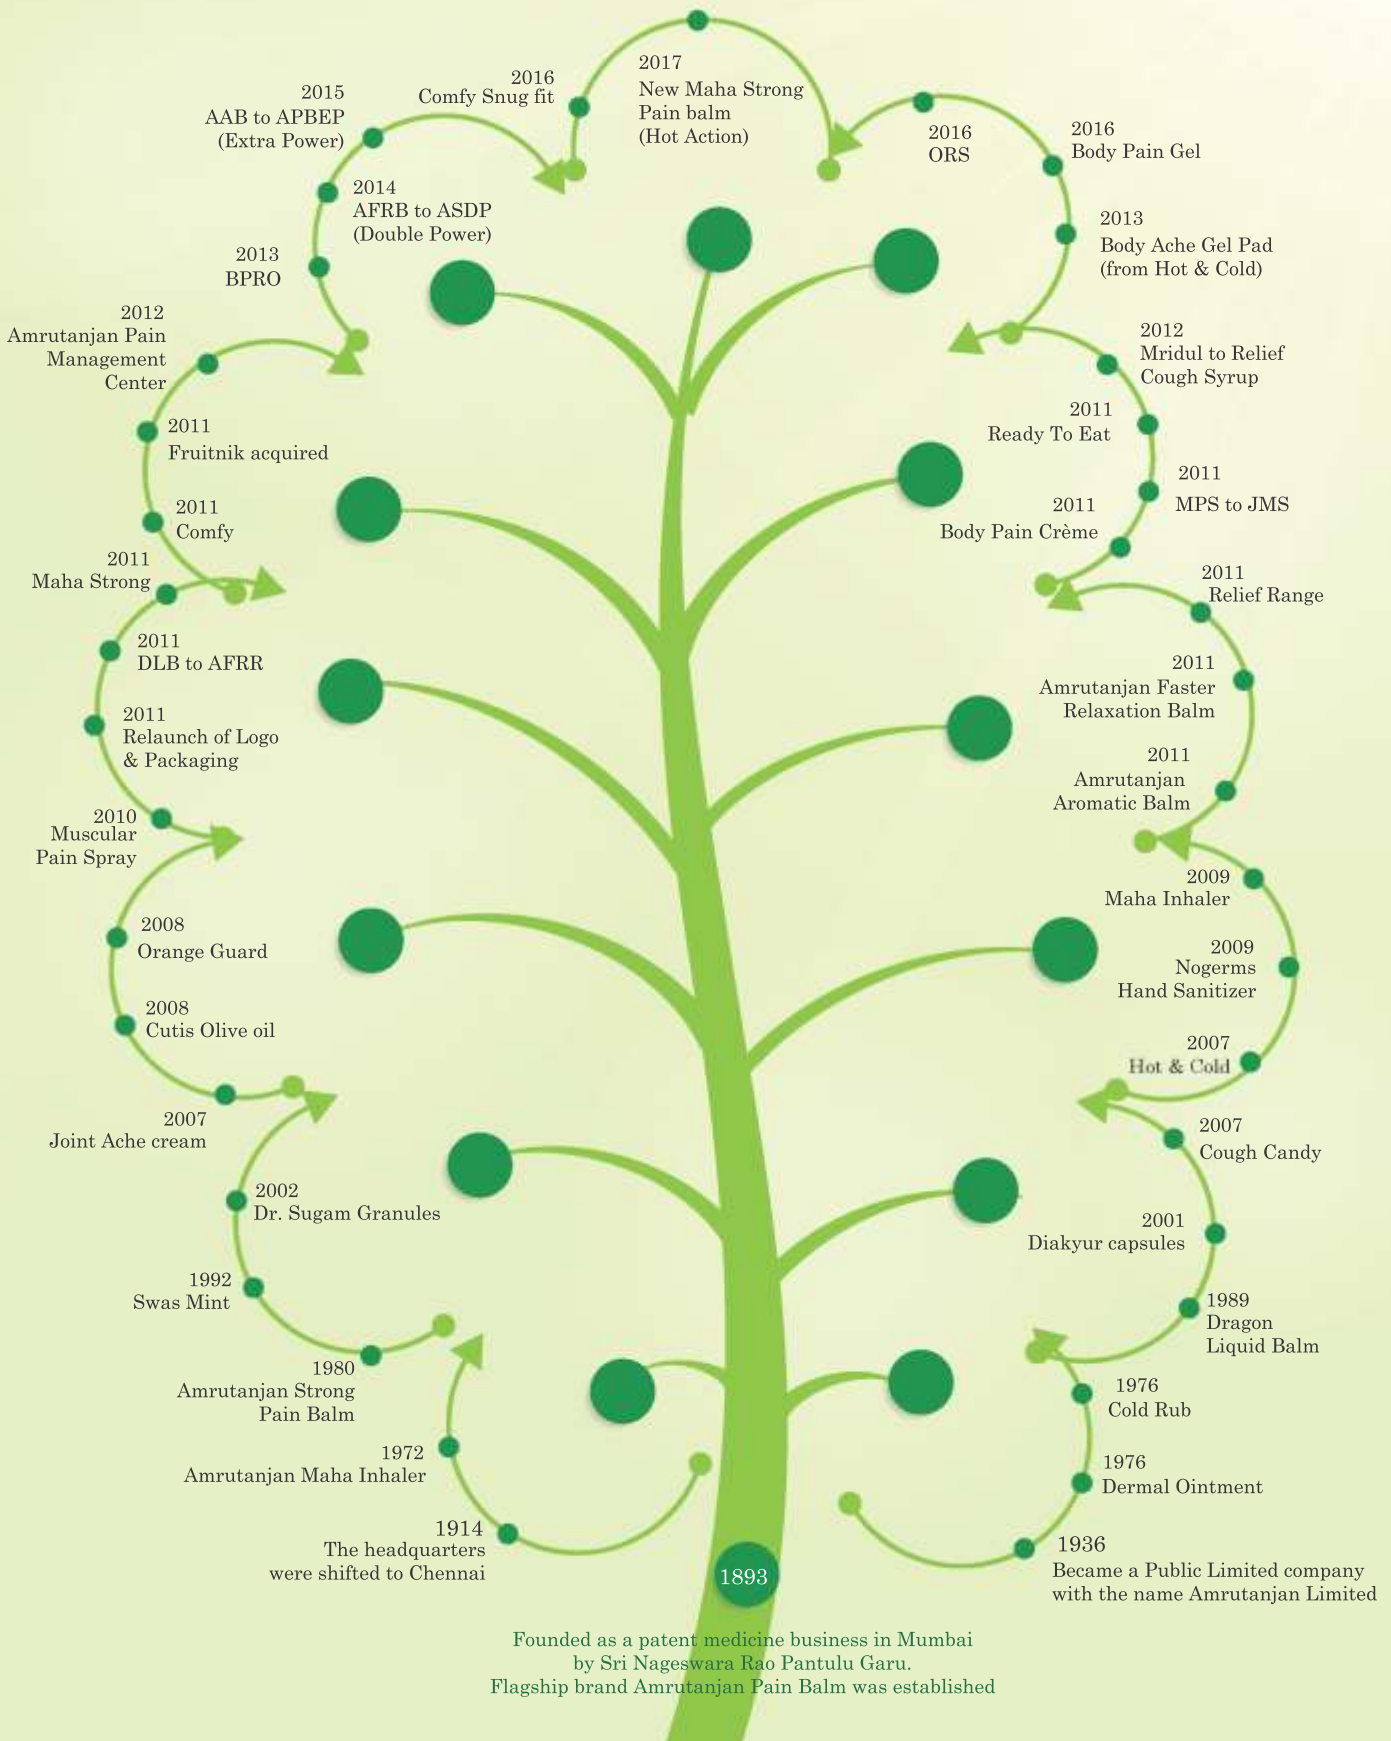 2017
New Maha Strong
Pain balm
(Hot Action)
2016
Comfy Snug fit
2015
AAB to APBEP
(Extra Power)
2014
AFRB to ASDP
(Double Power)
2013
BPRO
2012
Amrutanjan Pain
Management
Center
2011
Fruitnik acquired
2011
Comfy
2011
Maha Strong
2011
DLB to AFRR
2011
Relaunch of Logo
& Packaging
2010
Muscular
Pain Spray
2008
Orange Guard
2008
Cutis Olive oil
2007
Joint Ache cream
2002
Dr. Sugam Granules
1992
Swas Mint
1980
Amrutanjan Strong
Pain Balm
1972
Amrutanjan Maha Inhaler
1914
The headquarters
were shifted to Chennai
2016
ORS
2016
Body Pain Gel
2013
Body Ache Gel Pad
(from Hot & Cold)
2012
Mridul to Relief
Cough Syrup
2011
Ready To Eat
2011
MPS to JMS
2011
Body Pain Crème
2011
Relief Range
2011
Amrutanjan Faster
Relaxation Balm
2011
Amrutanjan
Aromatic Balm
2009
Maha Inhaler
2009
Nogerms
Hand Sanitizer
2007
Hot & Cold
2007
Cough Candy
2001
Diakyur capsules
1989
Dragon
Liquid Balm
1976
Cold Rub
1976
Dermal Ointment
1936
Became a Public Limited company
with the name Amrutanjan Limited
1893
Founded as a patent medicine business in Mumbai
by Sri Nageswara Rao Pantulu Garu.
Flagship brand Amrutanjan Pain Balm was established